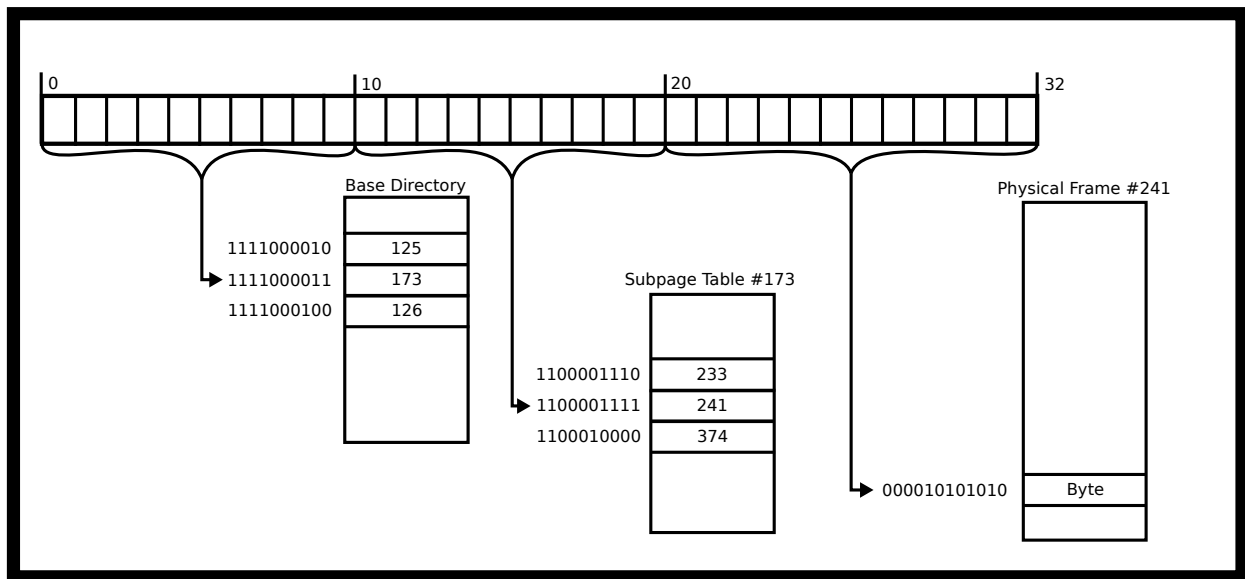 0
10
20
32
Base Directory
Physical Frame #241
1111000010 125
1111000011 173
1111000100 126
Subpage Table #173
1100001110 233
1100001111 241
1100010000 374
000010101010 Byte